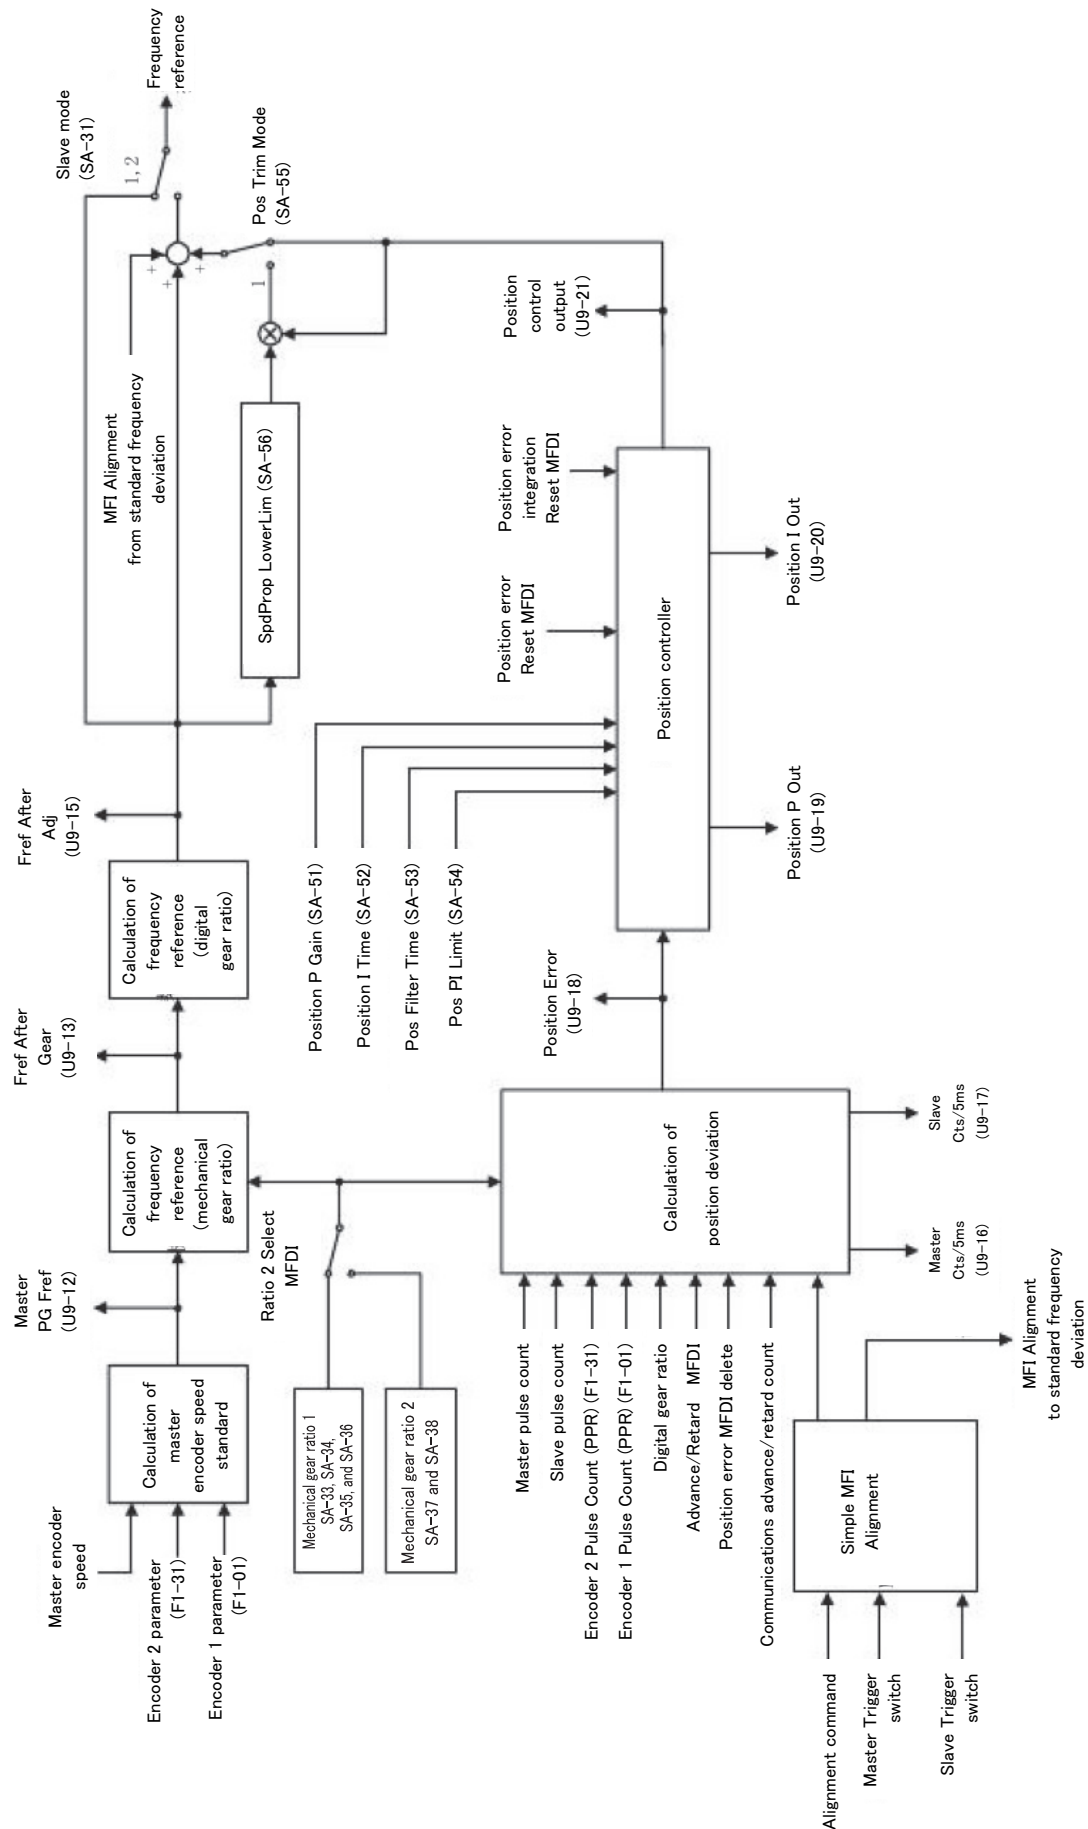 Master encoder
speed
Encoder 2 parameter
(F1-31)
Encoder 1 parameter
(F1-01)
Calculation of
master
encoder speed
standard
Master
PG Fref
(U9-12)
Calculation of
frequency
reference
(mechanical
gear ratio)
Fref After
Gear
(U9-13)
Calculation of
frequency
reference
(digital
gear ratio)
Fref After
Adj
(U9-15)
MFI Alignment
from standard frequency
deviation
+
+
+
Slave mode
(SA-31)
1, 2
Frequency
reference
SpdProp LowerLim (SA-56)
1
Pos Trim Mode
(SA-55)
Mechanical gear ratio 1
SA-33, SA-34,
SA-35, and SA-36
Mechanical gear ratio 2
SA-37 and SA-38
Ratio 2 Select
MFDI
Position P Gain (SA-51)
Position I Time (SA-52)
Pos Filter Time (SA-53)
Pos PI Limit (SA-54)
Position error
Reset MFDI
Position error
integration
Reset MFDI
Position
control
output
(U9-21)
Master pulse count
Slave pulse count
Encoder 2 Pulse Count (PPR) (F1-31)
Encoder 1 Pulse Count (PPR) (F1-01)
Digital gear ratio
Advance/Retard MFDI
Position error MFDI delete
Communications advance/retard count
Calculation of
position deviation
Position Error
(U9-18)
Position controller
Position P Out
(U9-19)
Position I Out
(U9-20)
Master
Cts/5ms
(U9-16)
Slave
Cts/5ms
(U9-17)
Alignment command
Master Trigger
switch
Slave Trigger
switch
Simple MFI
Alignment
MFI Alignment
to standard frequency
deviation